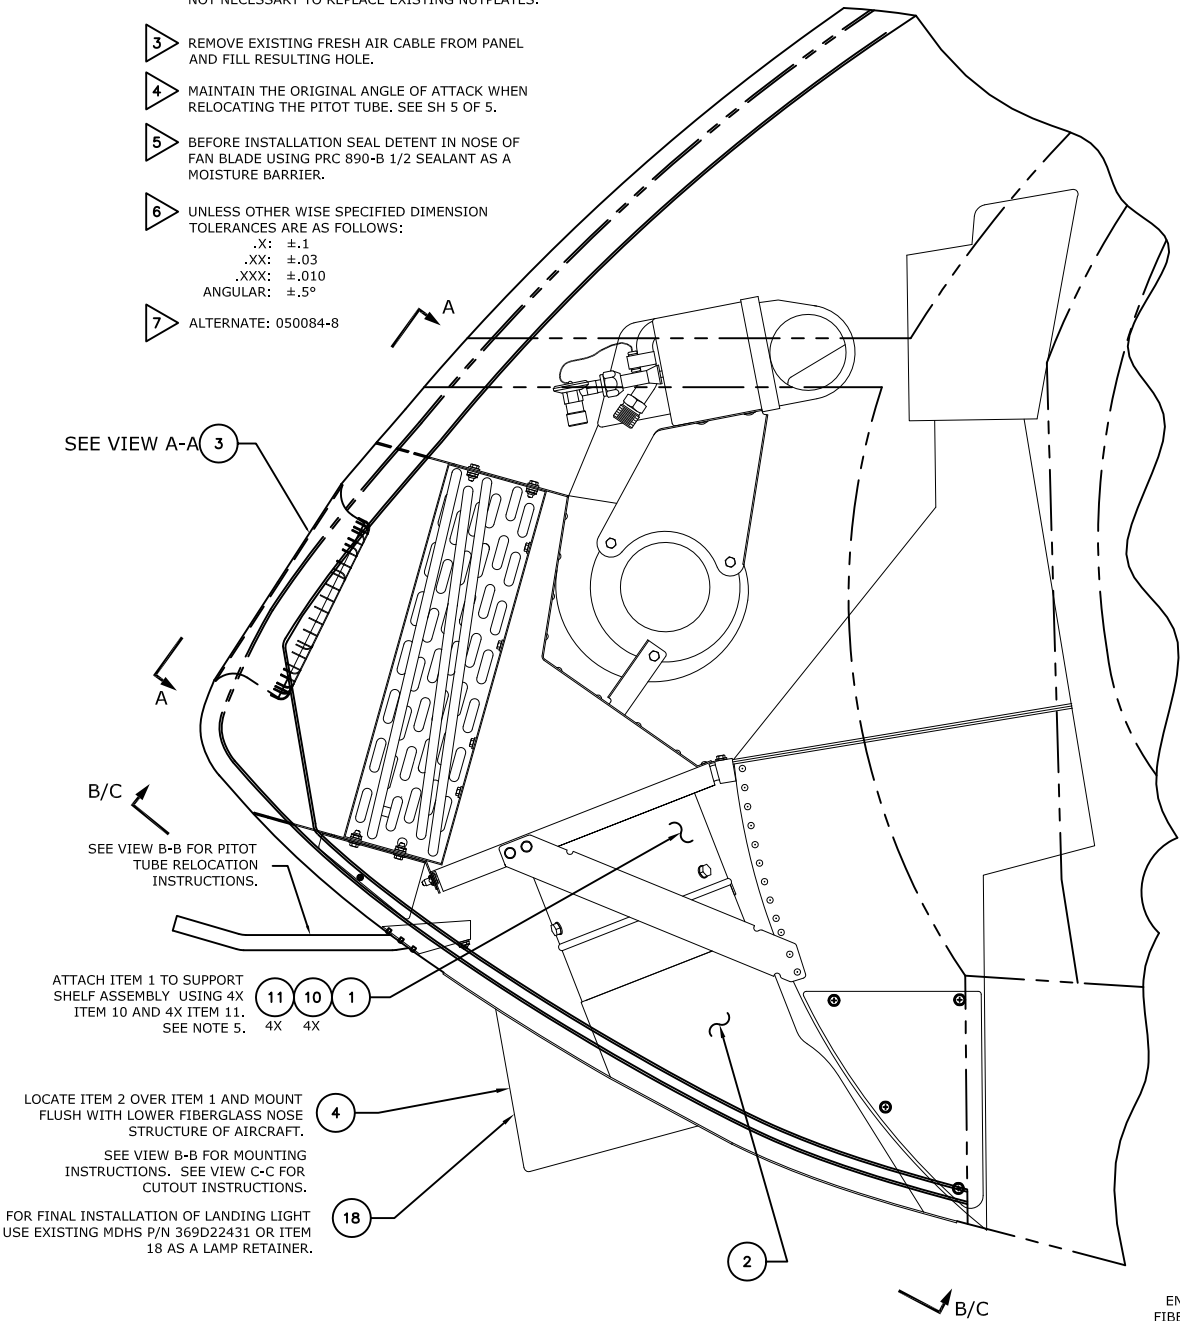 NOT NECESSARY TO REPLACE EXISTING NUTPLATES.
3 REMOVE EXISTING FRESH AIR CABLE FROM PANEL
AND FILL RESULTING HOLE.
4 MAINTAIN THE ORIGINAL ANGLE OF ATTACK WHEN
RELOCATING THE PITOT TUBE. SEE SH 5 OF 5.
5 BEFORE INSTALLATION SEAL DETENT IN NOSE OF
FAN BLADE USING PRC 890-B 1/2 SEALANT AS A
MOISTURE BARRIER.
6 UNLESS OTHER WISE SPECIFIED DIMENSION
TOLERANCES ARE AS FOLLOWS:
.X: ±.1
.XX: ±.03
.XXX: ±.010
ANGULAR: ±.5°
7 ALTERNATE: 050084-8
A
SEE VIEW A-A 3
A
B/C
SEE VIEW B-B FOR PITOT
TUBE RELOCATION
INSTRUCTIONS.
ATTACH ITEM 1 TO SUPPORT
SHELF ASSEMBLY USING 4X
ITEM 10 AND 4X ITEM 11.
SEE NOTE 5.
11 10 1
4X 4X
LOCATE ITEM 2 OVER ITEM 1 AND MOUNT
FLUSH WITH LOWER FIBERGLASS NOSE
STRUCTURE OF AIRCRAFT.
4
SEE VIEW B-B FOR MOUNTING
INSTRUCTIONS. SEE VIEW C-C FOR
CUTOUT INSTRUCTIONS.
FOR FINAL INSTALLATION OF LANDING LIGHT
USE EXISTING MDHS P/N 369D22431 OR ITEM
18 AS A LAMP RETAINER.
18
2
B/C